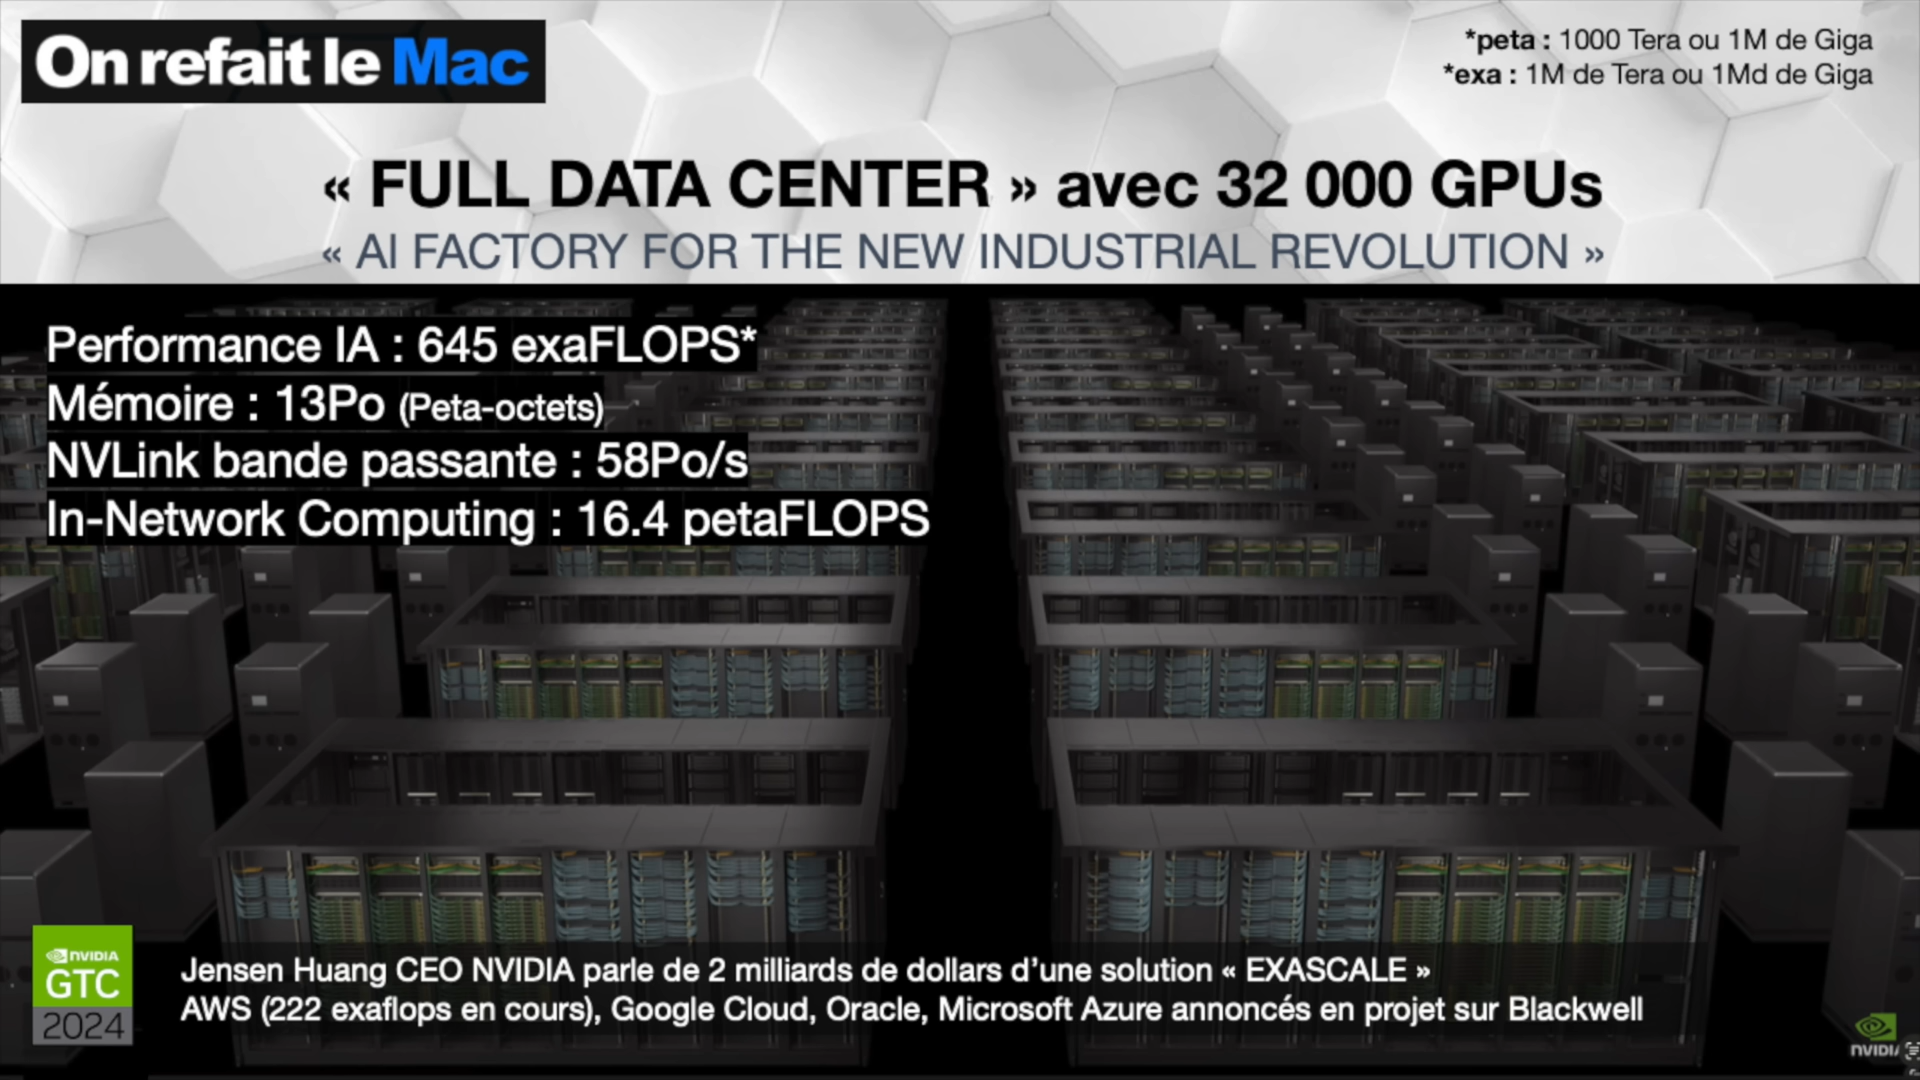 On refait le Mac
*peta : 1000 Tera ou 1M de Giga
*exa : 1M de Tera ou 1Md de Giga
« FULL DATA CENTER » avec 32 000 GPUs
« AI FACTORY FOR THE NEW INDUSTRIAL REVOLUTION »
Performance IA : 645 exaFLOPS*
Mémoire : 13Po (Peta-octets)
NVLink bande passante : 58Po/s
In-Network Computing : 16.4 petaFLOPS
NVIDIA
GTC
2024
Jensen Huang CEO NVIDIA parle de 2 milliards de dollars d’une solution « EXASCALE »
AWS (222 exaflops en cours), Google Cloud, Oracle, Microsoft Azure annoncés en projet sur Blackwell
NVIDIA